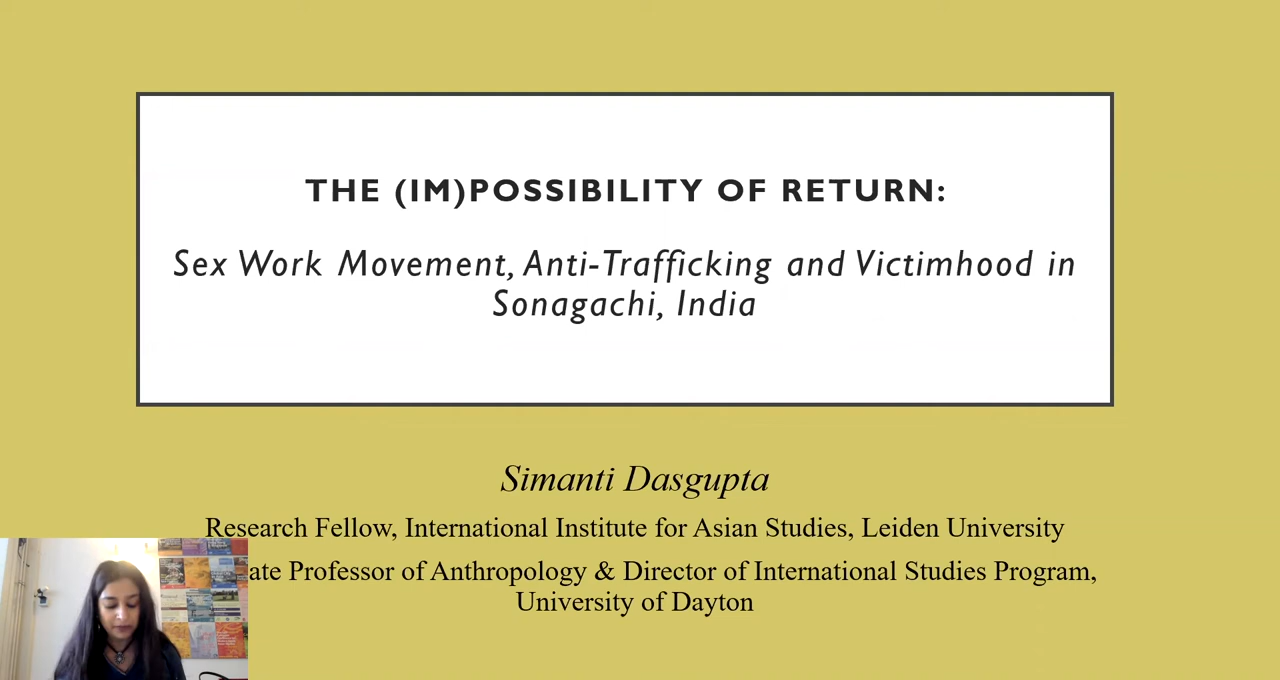 THE (IM)POSSIBILITY OF RETURN:
Sex Work Movement, Anti-Trafficking and Victimhood in
Sonagachi, India
Simanti Dasgupta
Research Fellow, International Institute for Asian Studies, Leiden University
ate Professor of Anthropology & Director of International Studies Program,
University of Dayton